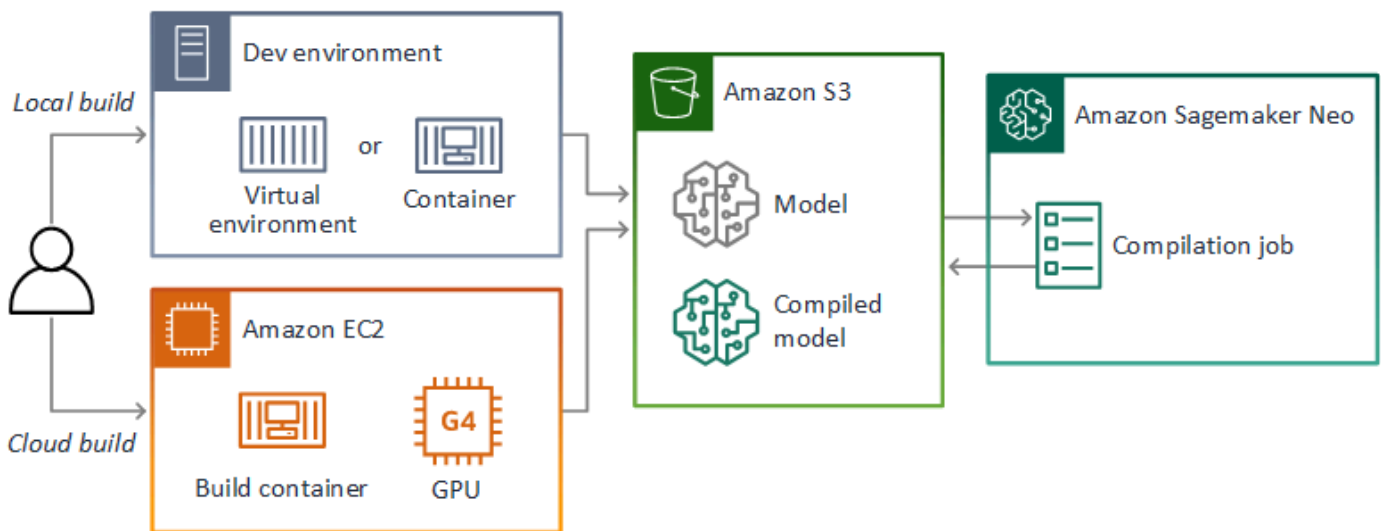 Local build
Dev environment
or
Virtual
environment
Container
Cloud build
Amazon EC2
G4
Build container
GPU
Amazon S3
Model
Compiled
model
Amazon Sagemaker Neo
Compilation job